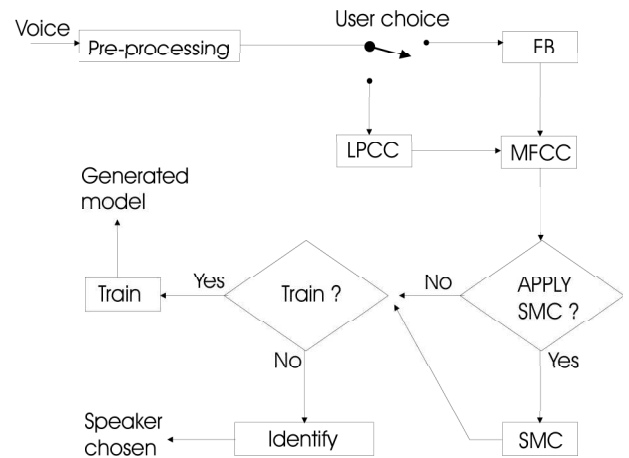 Voice
User choice
Pre-processing
FB
LPCC
MFCC
Generated
model
Train
Yes
Train ?
No
APPLY
SMC ?
No
Yes
Speaker
chosen
Identify
SMC